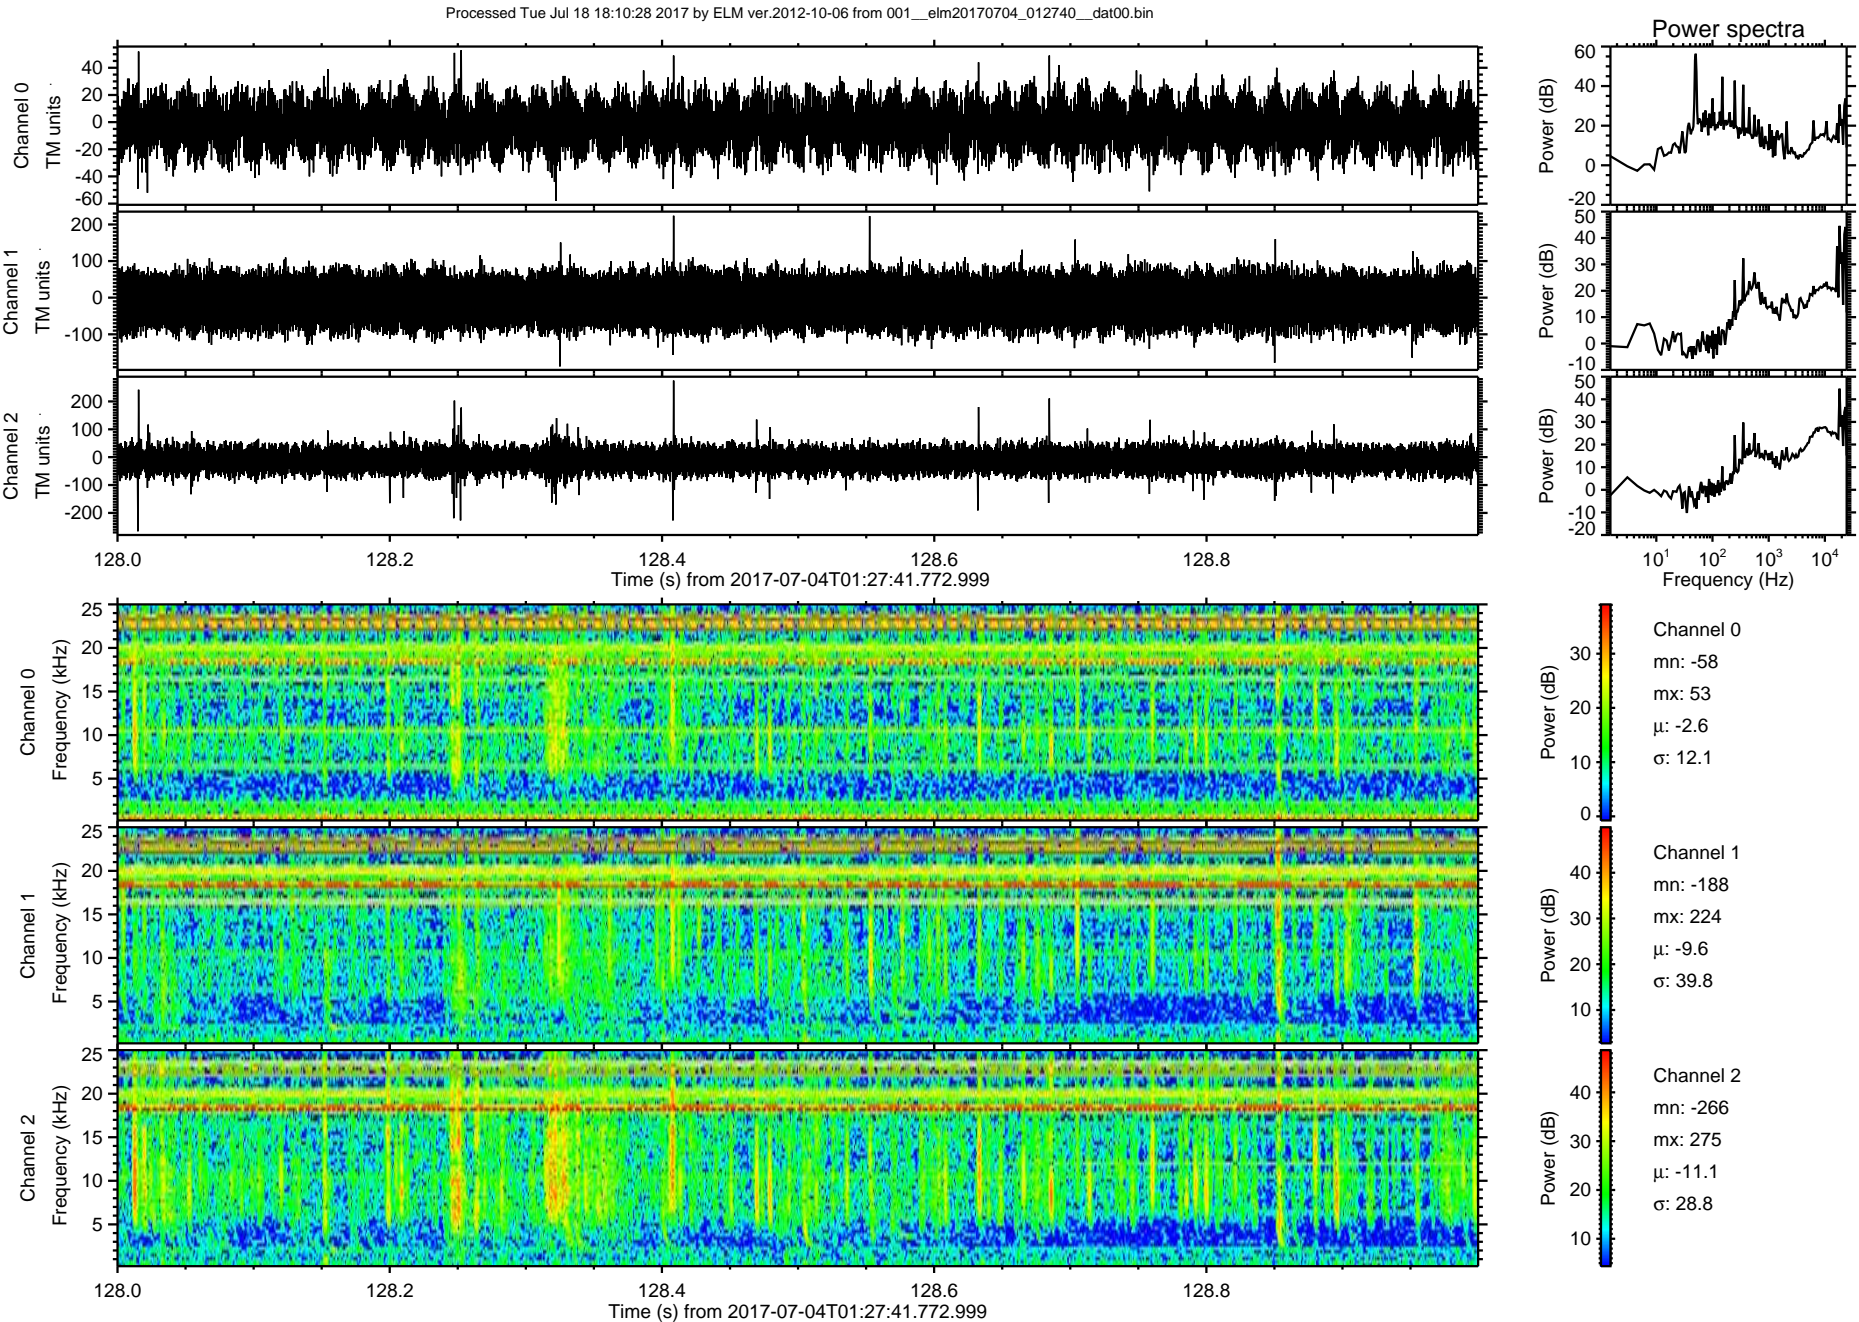 Processed Tue Jul 18 18:10:28 2017 by ELM ver.2012-10-06 from 001__elm20170704_012740__dat00.bin
Power spectra
Channel 0
TM units
40
20
0
-20
-40
-60
Power (dB)
60
40
20
0
-20
Channel 1
TM units
200
100
0
-100
Power (dB)
50
40
30
20
10
0
-10
Channel 2
TM units
200
100
0
-100
-200
Power (dB)
50
40
30
20
10
0
-10
-20
128.0 128.2 128.4 128.6 128.8
Time (s) from 2017-07-04T01:27:41.772.999
10^1 10^2 10^3 10^4
Frequency (Hz)
Channel 0
Frequency (kHz)
25
20
15
10
5
Power (dB)
30
20
10
0
Channel 0
mn: -58
mx: 53
µ: -2.6
σ: 12.1
Channel 1
Frequency (kHz)
25
20
15
10
5
Power (dB)
40
30
20
10
Channel 1
mn: -188
mx: 224
µ: -9.6
σ: 39.8
Channel 2
Frequency (kHz)
25
20
15
10
5
Power (dB)
40
30
20
10
Channel 2
mn: -266
mx: 275
µ: -11.1
σ: 28.8
128.0 128.2 128.4 128.6 128.8
Time (s) from 2017-07-04T01:27:41.772.999